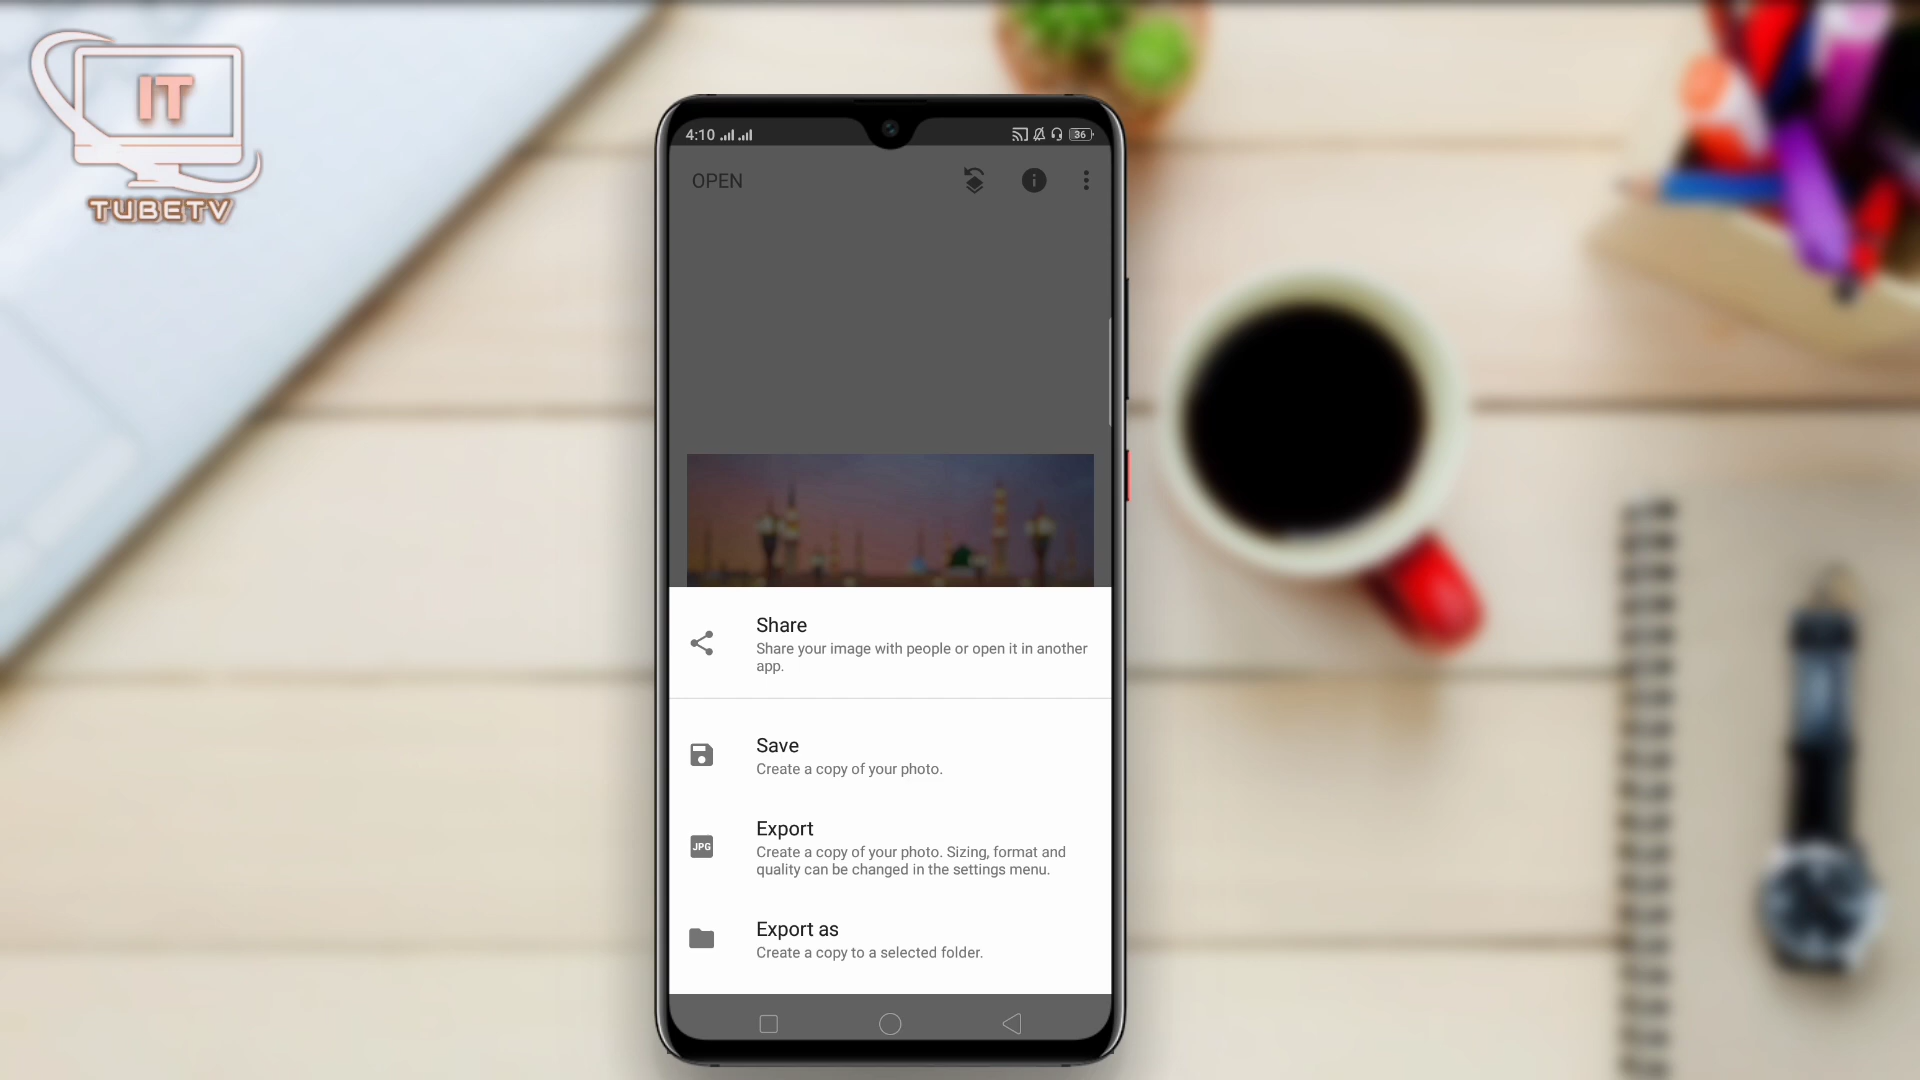 IT
TUBETV
4:10
36
OPEN
Share
Share your image with people or open it in another
app.
Save
Create a copy of your photo.
JPG
Export
Create a copy of your photo. Sizing, format and
quality can be changed in the settings menu.
Export as
Create a copy to a selected folder.